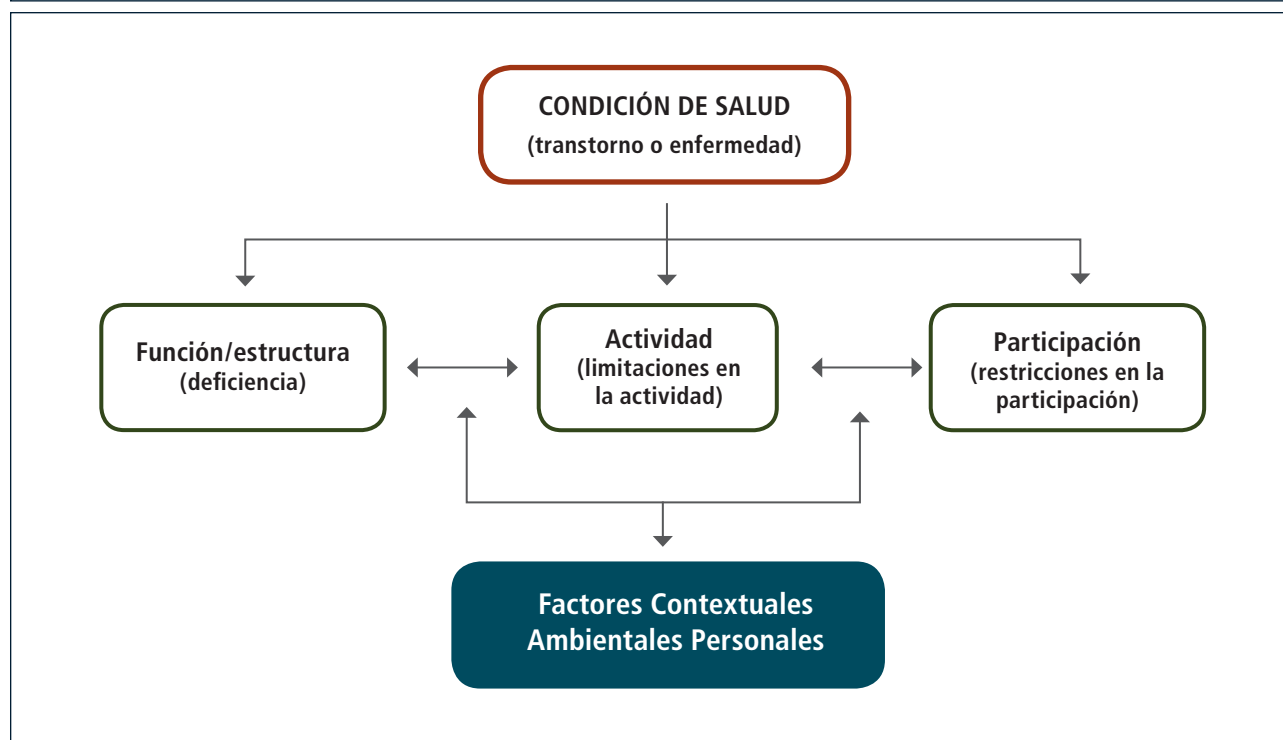 CONDICIÓN DE SALUD
(transtorno o enfermedad)
Función/estructura
(deficiencia)
Actividad
(limitaciones en
la actividad)
Participación
(restricciones en la
participación)
Factores Contextuales
Ambientales Personales